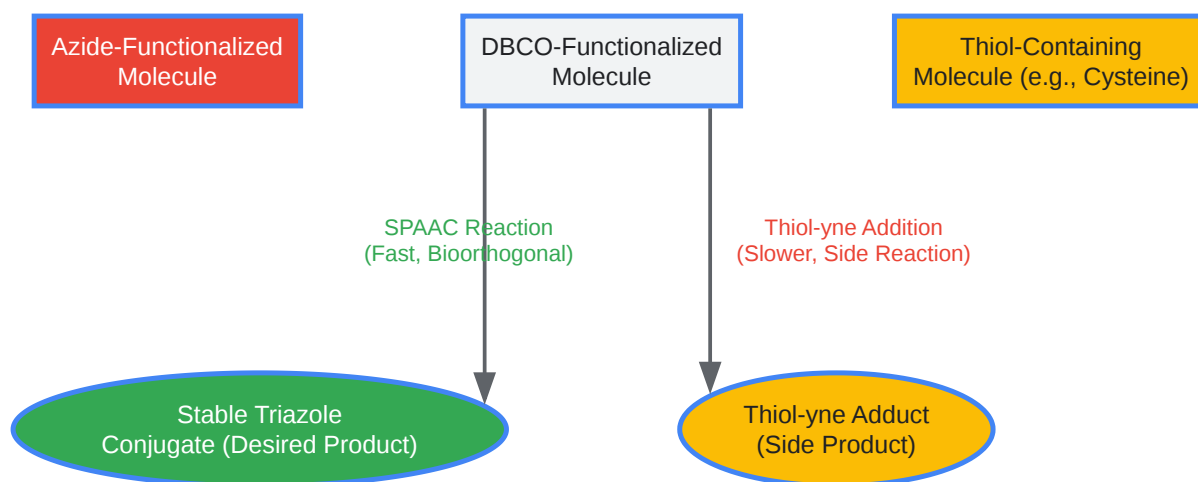 Azide-Functionalized
Molecule
DBCO-Functionalized
Molecule
Thiol-Containing
Molecule (e.g., Cysteine)
SPAAC Reaction
(Fast, Bioorthogonal)
Thiol-yne Addition
(Slower, Side Reaction)
Stable Triazole
Conjugate (Desired Product)
Thiol-yne Adduct
(Side Product)